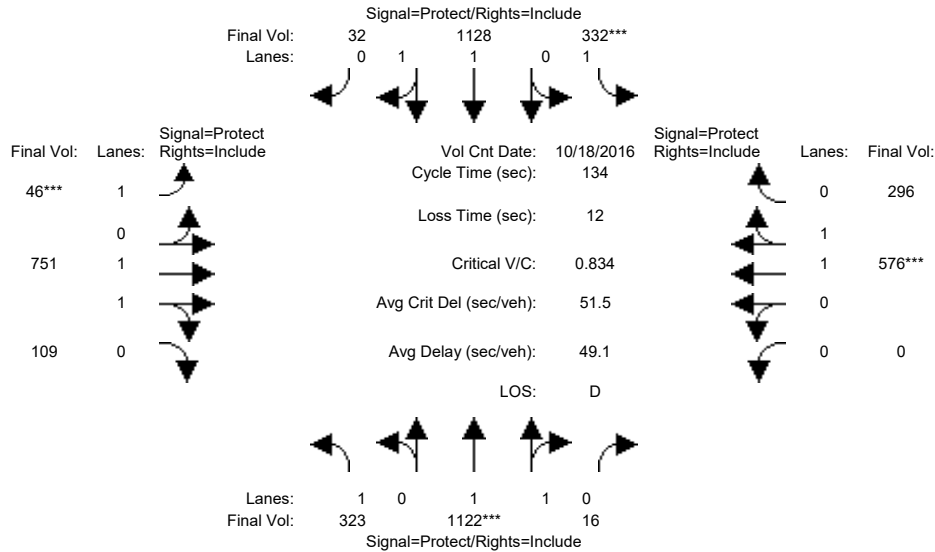 Signal=Protect/Rights=Include
Final Vol: 32 1128 332***
Lanes: 0 1 1 0 1
Signal=Protect Signal=Protect
Final Vol: Lanes: Rights=Include Vol Cnt Date: 10/18/2016 Rights=Include Lanes: Final Vol:
Cycle Time (sec): 134
46*** 1 0 296
Loss Time (sec): 12
0 1
751 1 Critical V/C: 0.834 1 576***
1 Avg Crit Del (sec/veh): 51.5 0
109 0 Avg Delay (sec/veh): 49.1 0 0
LOS: D
Lanes: 1 0 1 1 0
Final Vol: 323 1122*** 16
Signal=Protect/Rights=Include